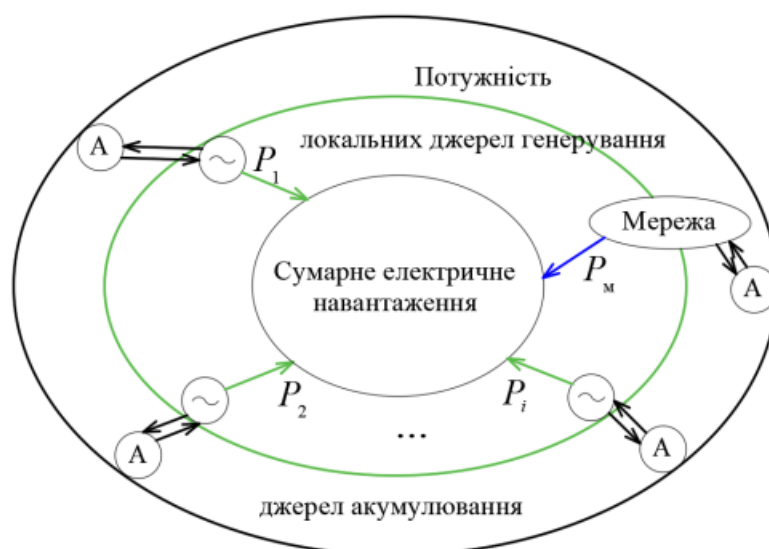 Потужність
локальних джерел генерування
A
~
P₁
Мережа
Сумарне електричне
навантаження
Pм
A
~
P₂
Pᵢ
~
A
...
A
джерел акумулювання